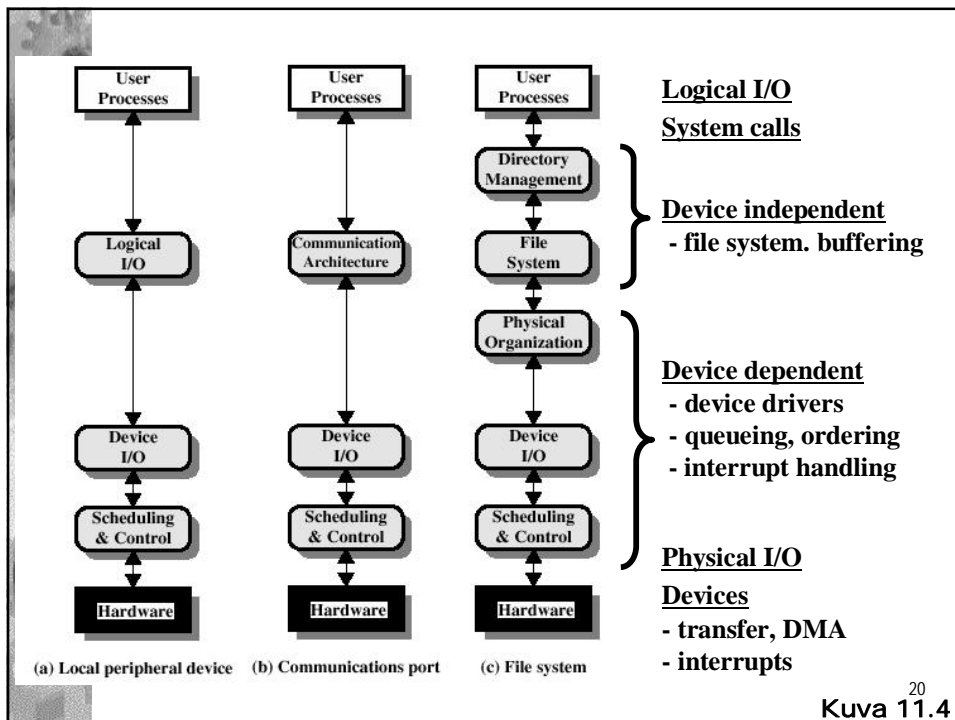 User
Processes
Logical
I/O
Device
I/O
Scheduling
& Control
Hardware
(a) Local peripheral device
User
Processes
Communication
Architecture
Device
I/O
Scheduling
& Control
Hardware
(b) Communications port
User
Processes
Directory
Management
File
System
Physical
Organization
Device
I/O
Scheduling
& Control
Hardware
(c) File system
Logical I/O
System calls
Device independent
- file system. buffering
Device dependent
- device drivers
- queueing, ordering
- interrupt handling
Physical I/O
Devices
- transfer, DMA
- interrupts
20
Kuva 11.4